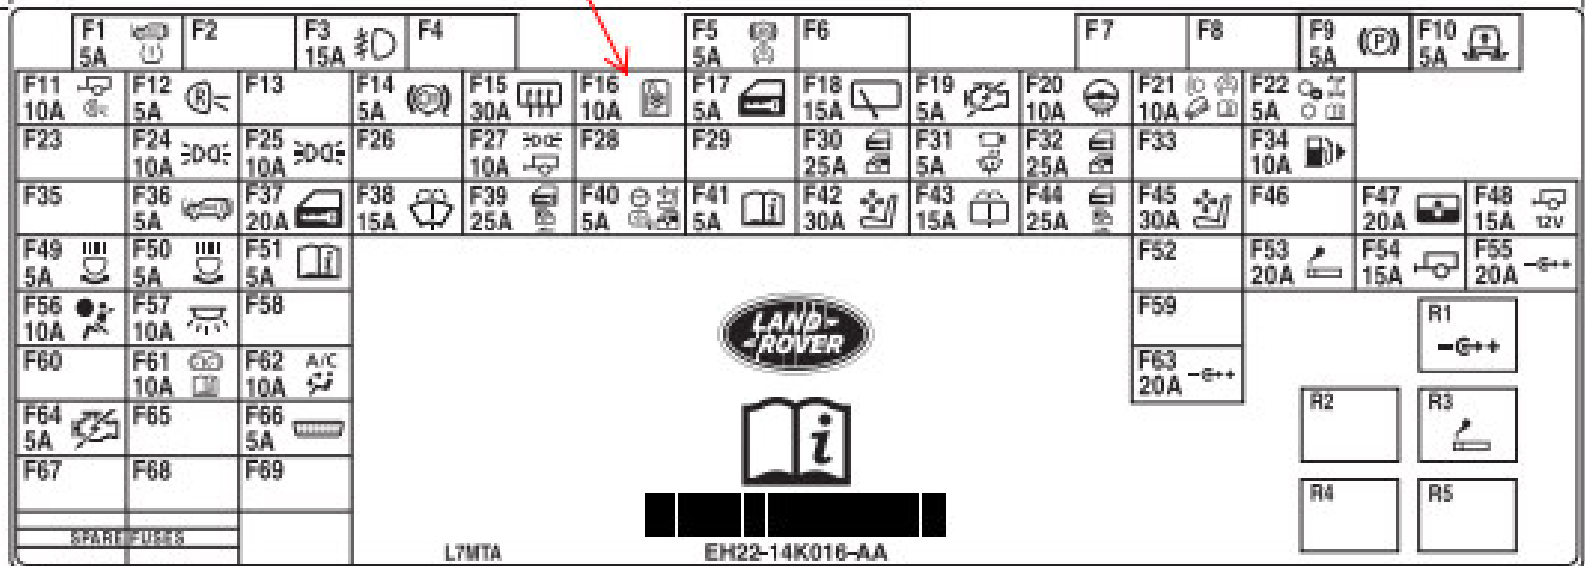 F1 5A F2 F3 15A F4 F5 5A F6 F7 F8 F9 5A (P) F10 5A
F11 10A F12 5A R F13 F14 5A F15 30A F16 10A F17 5A F18 15A F19 5A F20 10A F21 10A F22 5A
F23 F24 10A F25 10A F26 F27 10A F28 F29 F30 25A F31 5A F32 25A F33 F34 10A
F35 F36 5A F37 20A F38 15A F39 25A F40 5A F41 5A i F42 30A F43 15A F44 25A F45 30A F46 F47 20A F48 15A 12V
F49 5A F50 5A F51 5A i F52 F53 20A F54 15A F55 20A
F56 10A F57 10A F58 F59 R1
LAND-
-ROVER
F60 F61 10A F62 10A A/C F63 20A
F64 5A F65 F66 5A R2 R3
i
F67 F68 F69 R4 R5
SPARE FUSES
L7MTA EH22-14K016-AA